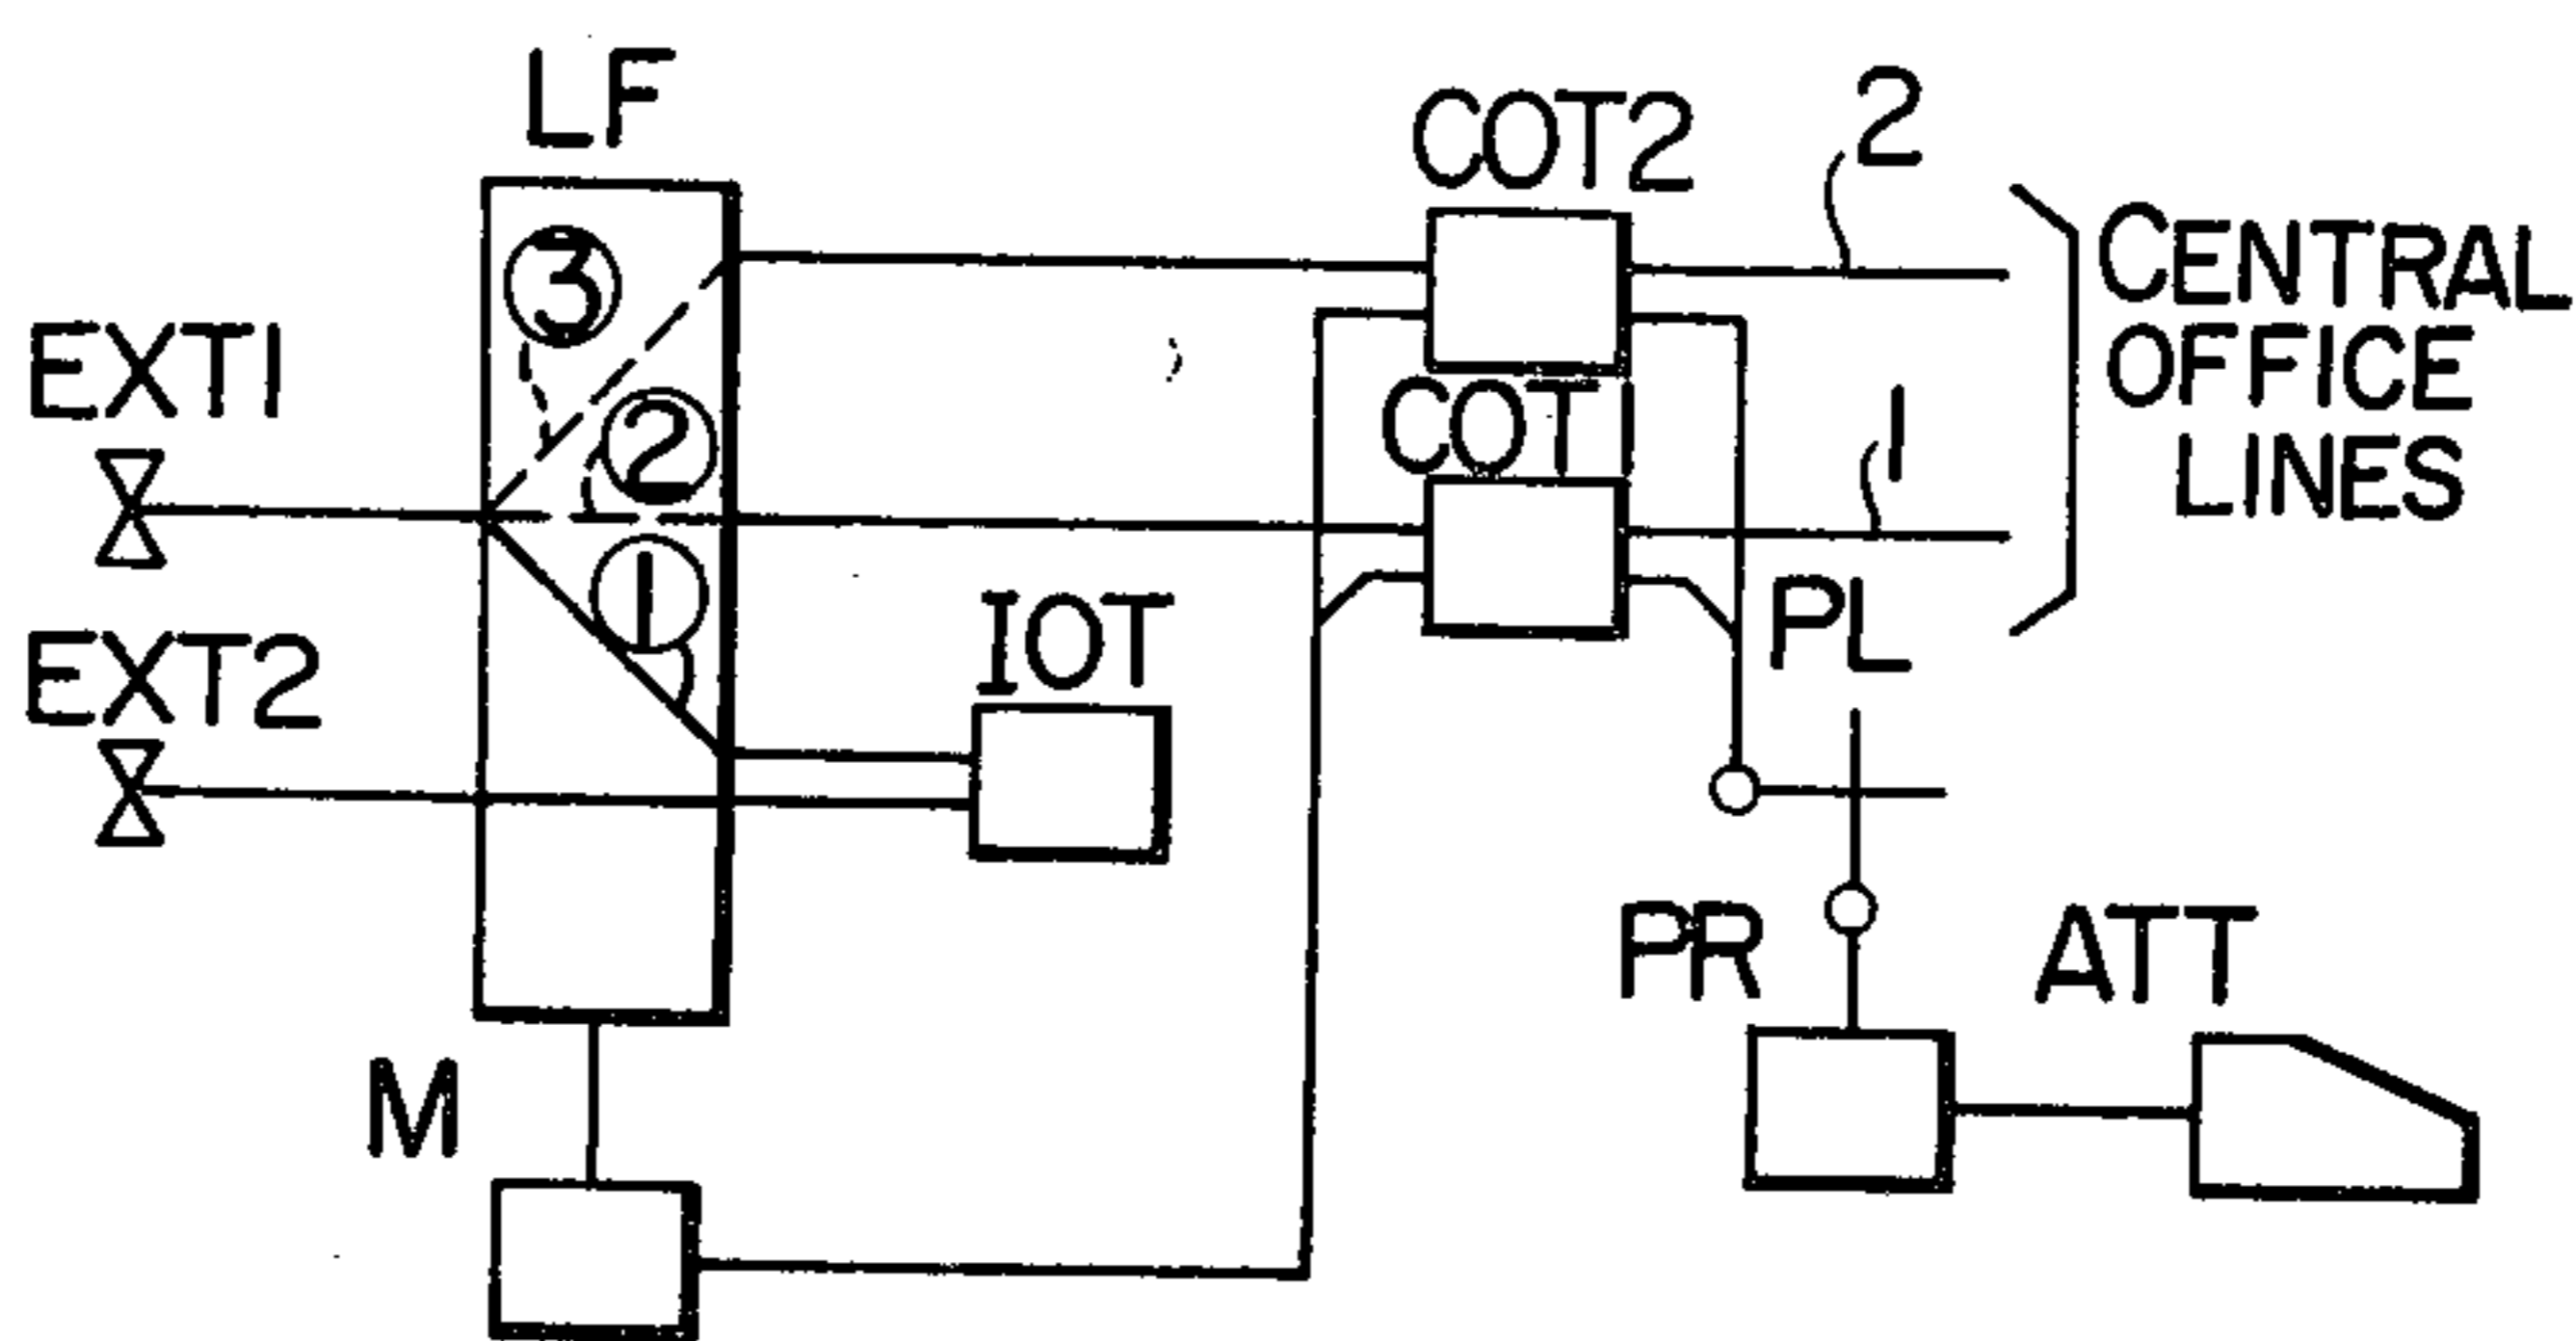 LF
COT2
2
CENTRAL
OFFICE
LINES
3
EXT1
2
COT1
1
1
EXT2
IOT
PL
PR
ATT
M